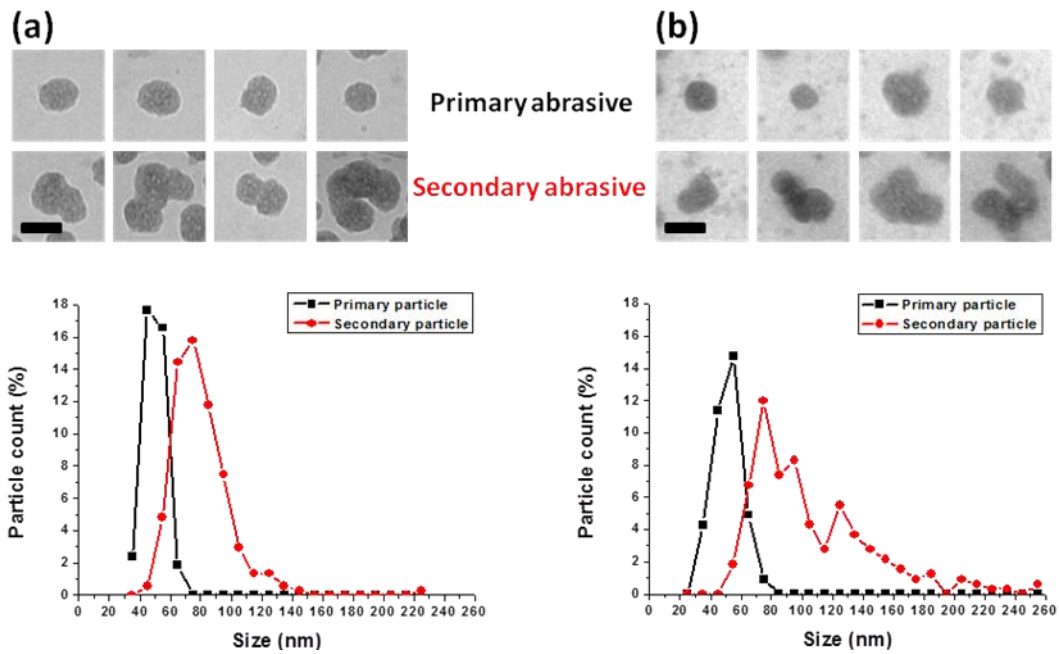 (a)
(b)
Primary abrasive
Secondary abrasive
18
16
14
12
10
8
6
4
2
0
Particle count (%)
Primary particle
Secondary particle
0 20 40 60 80 100 120 140 160 180 200 220 240 260
Size (nm)
18
16
14
12
10
8
6
4
2
0
Particle count (%)
Primary particle
Secondary particle
0 20 40 60 80 100 120 140 160 180 200 220 240 260
Size (nm)